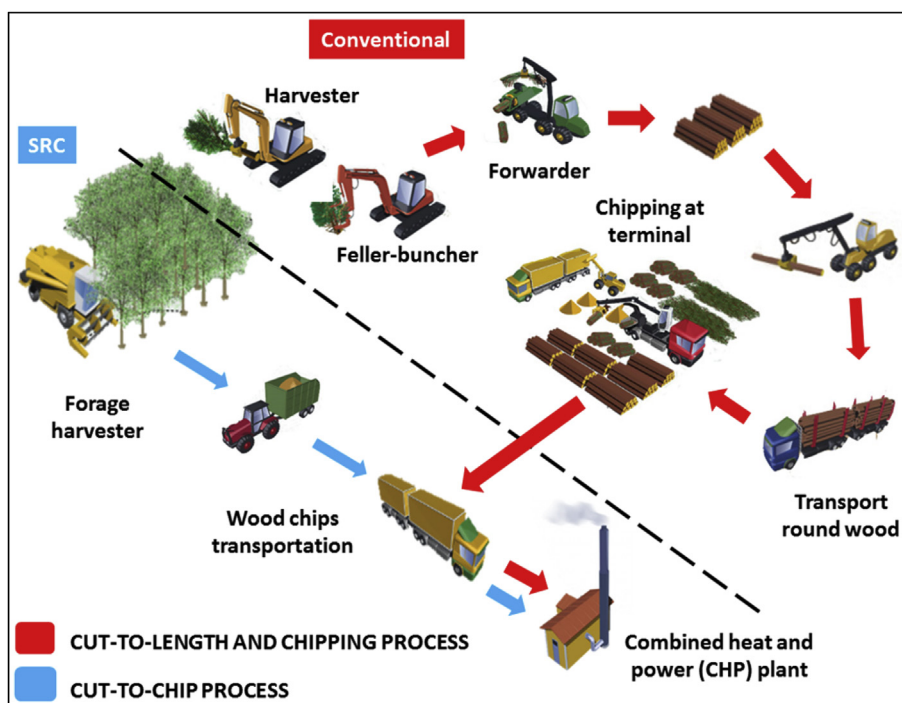 Conventional
Harvester
SRC
Forwarder
Feller-buncher
Chipping at
terminal
Forage
harvester
Wood chips
transportation
Transport
round wood
Combined heat and
power (CHP) plant
CUT-TO-LENGTH AND CHIPPING PROCESS
CUT-TO-CHIP PROCESS